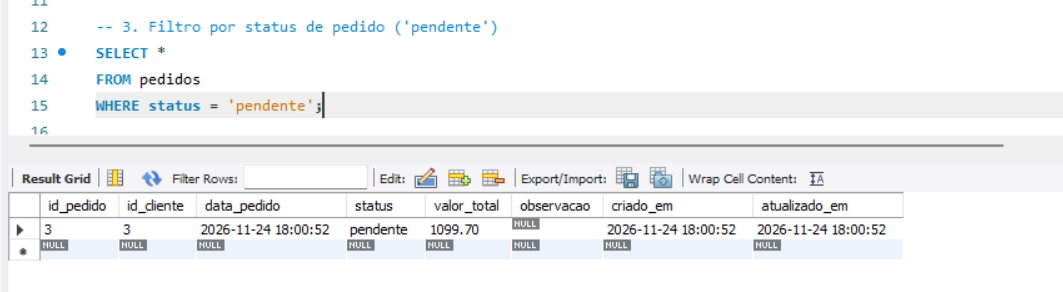 11
12 -- 3. Filtro por status de pedido ('pendente')
13 SELECT *
14 FROM pedidos
15 WHERE status = 'pendente';
16
Result Grid Filter Rows: Edit: Export/Import: Wrap Cell Content: IA
id_pedido id_cliente data_pedido status valor_total observacao criado_em atualizado_em
3 3 2026-11-24 18:00:52 pendente 1099.70 NULL 2026-11-24 18:00:52 2026-11-24 18:00:52
NULL NULL NULL NULL NULL NULL NULL NULL